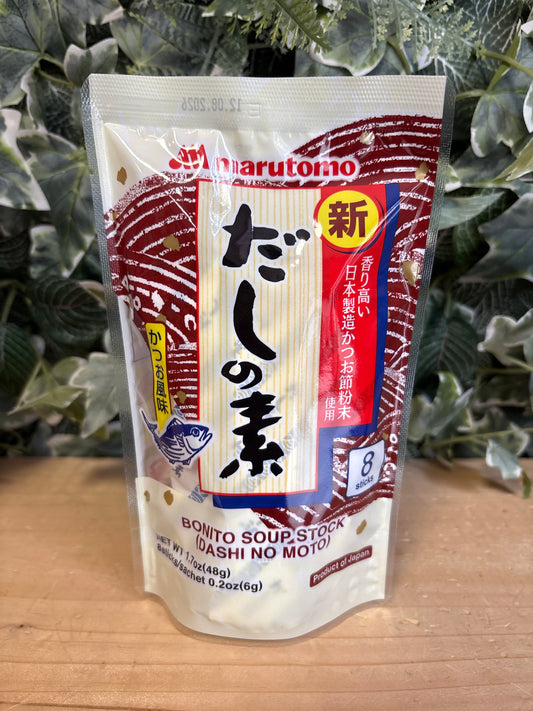 12.08.2026
marutomo
新
香り高い
日本製造かつお節粉末
使用
だしの素
かつお風味
8
sticks
BONITO SOUP STOCK
(DASHI NO MOTO)
NET WT 1.7oz(48g)
8sticks/sachet 0.2oz(6g)
Product of Japan